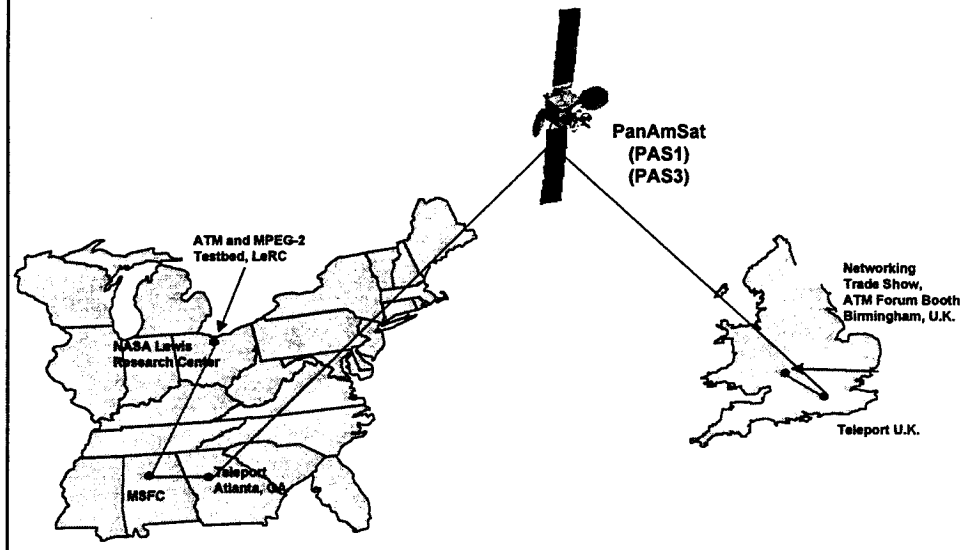 PanAmSat
(PAS1)
(PAS3)
ATM and MPEG-2
Testbed, LeRC
NASA Lewis
Research Center
MSFC
Teleport
Atlanta, GA
Networking
Trade Show,
ATM Forum Booth
Birmingham, U.K.
Teleport U.K.